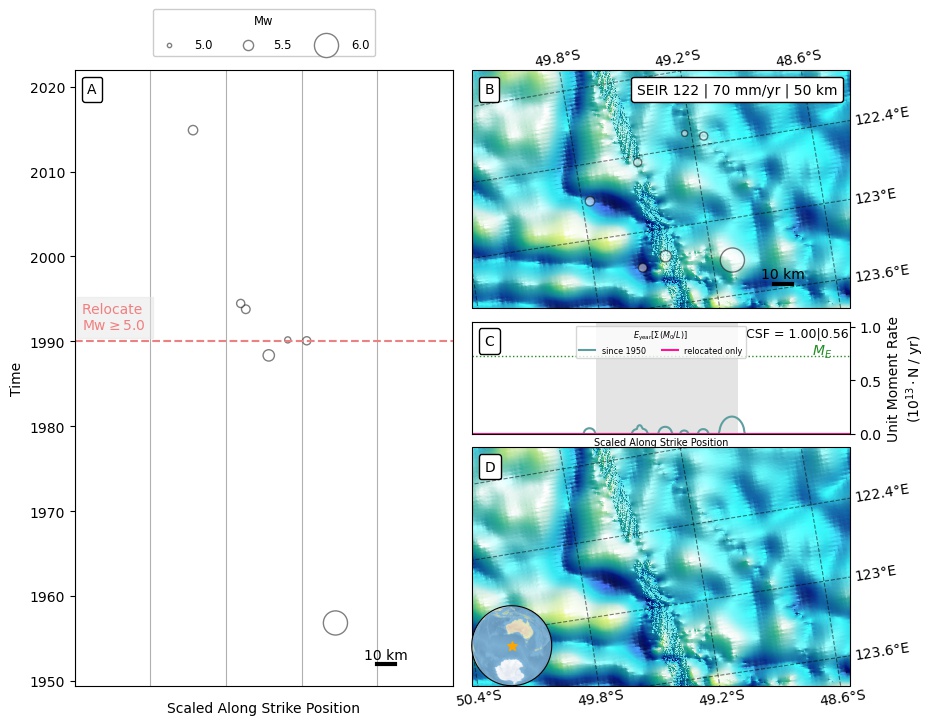 Mw
5.0 5.5 6.0
A
2020
2010
2000
1990
1980
1970
1960
1950
Time
Relocate
Mw ≥ 5.0
10 km
Scaled Along Strike Position
49.8°S 49.2°S 48.6°S
B
SEIR 122 | 70 mm/yr | 50 km
122.4°E
123°E
123.6°E
10 km
C
E_year[Σ(M_0/L)]
since 1950 relocated only
CSF = 1.00|0.56
M_E
1.0
0.5
0.0
Unit Moment Rate
(10^13 · N / yr)
Scaled Along Strike Position
D
122.4°E
123°E
123.6°E
50.4°S 49.8°S 49.2°S 48.6°S